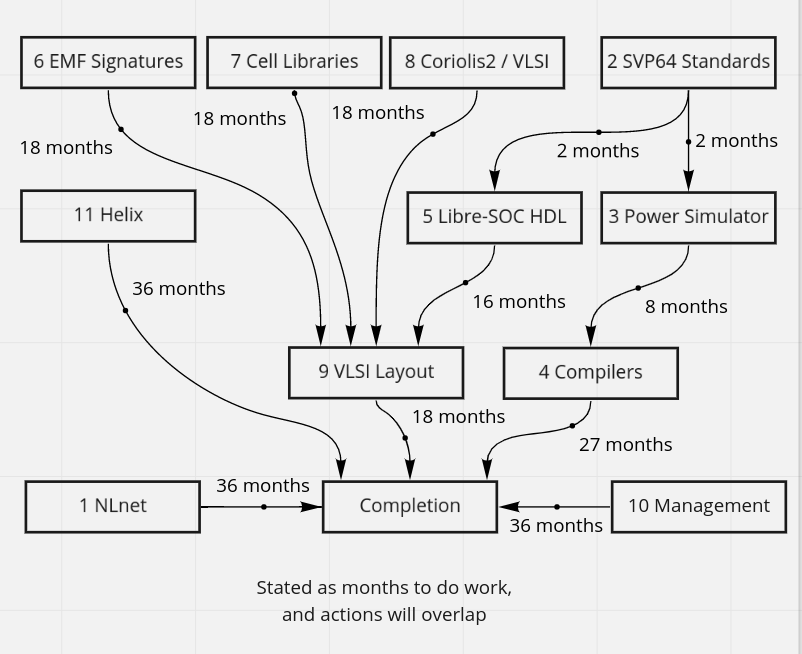 6 EMF Signatures
7 Cell Libraries
8 Coriolis2 / VLSI
2 SVP64 Standards
18 months
18 months
18 months
2 months
2 months
11 Helix
5 Libre-SOC HDL
3 Power Simulator
36 months
16 months
8 months
9 VLSI Layout
4 Compilers
18 months
27 months
1 NLnet
36 months
Completion
36 months
10 Management
Stated as months to do work,
and actions will overlap